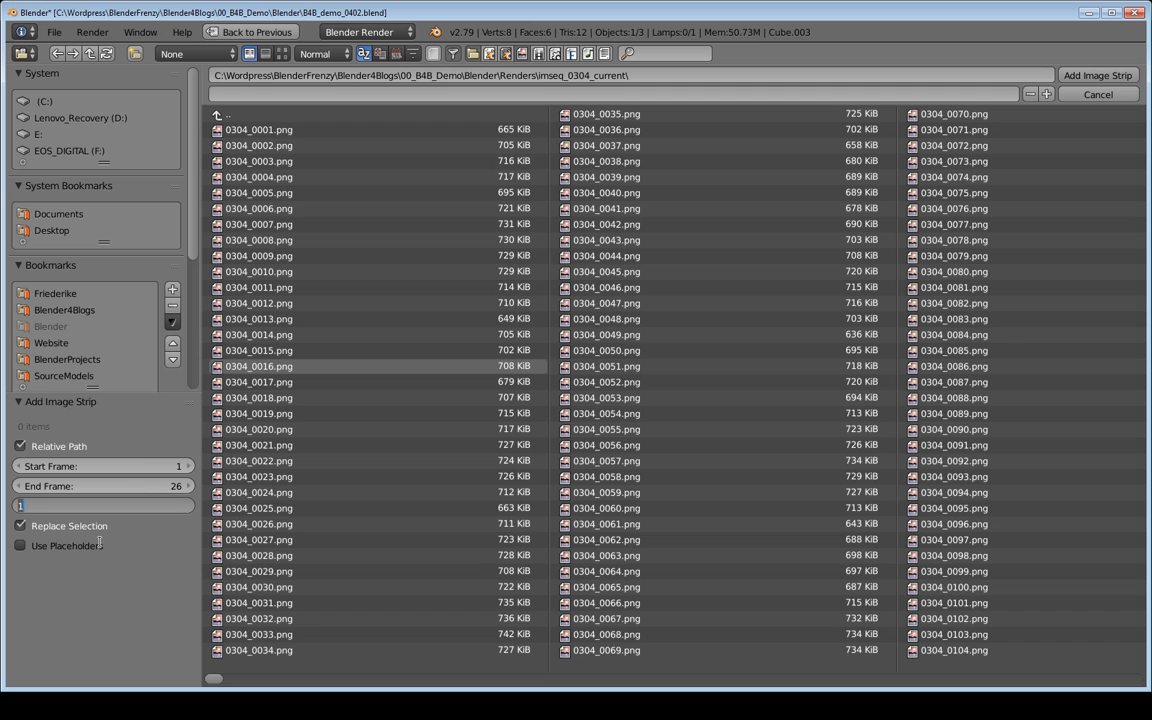 Blender* [C:\Wordpress\BlenderFrenzy\Blender4Blogs\00_B4B_Demo\Blender\B4B_demo_0402.blend]
File Render Window Help Back to Previous Blender Render v2.79 | Verts:8 | Faces:6 | Tris:12 | Objects:1/3 | Lamps:0/1 | Mem:50.73M | Cube.003
None Normal
System
(C:)
Lenovo_Recovery (D:)
E:
EOS_DIGITAL (F:)
System Bookmarks
Documents
Desktop
Bookmarks
Friederike
Blender4Blogs
Blender
Website
BlenderProjects
SourceModels
Add Image Strip
0 items
Relative Path
Start Frame: 1
End Frame: 26
1
Replace Selection
Use Placeholders
C:\Wordpress\BlenderFrenzy\Blender4Blogs\00_B4B_Demo\Blender\Renders\imseq_0304_current\ Add Image Strip
Cancel
..
0304_0001.png 665 KiB
0304_0002.png 705 KiB
0304_0003.png 716 KiB
0304_0004.png 717 KiB
0304_0005.png 695 KiB
0304_0006.png 721 KiB
0304_0007.png 731 KiB
0304_0008.png 730 KiB
0304_0009.png 729 KiB
0304_0010.png 729 KiB
0304_0011.png 714 KiB
0304_0012.png 710 KiB
0304_0013.png 649 KiB
0304_0014.png 705 KiB
0304_0015.png 702 KiB
0304_0016.png 708 KiB
0304_0017.png 679 KiB
0304_0018.png 707 KiB
0304_0019.png 715 KiB
0304_0020.png 717 KiB
0304_0021.png 727 KiB
0304_0022.png 724 KiB
0304_0023.png 726 KiB
0304_0024.png 712 KiB
0304_0025.png 663 KiB
0304_0026.png 711 KiB
0304_0027.png 723 KiB
0304_0028.png 728 KiB
0304_0029.png 708 KiB
0304_0030.png 722 KiB
0304_0031.png 735 KiB
0304_0032.png 736 KiB
0304_0033.png 742 KiB
0304_0034.png 727 KiB
0304_0035.png 725 KiB
0304_0036.png 702 KiB
0304_0037.png 658 KiB
0304_0038.png 680 KiB
0304_0039.png 689 KiB
0304_0040.png 689 KiB
0304_0041.png 678 KiB
0304_0042.png 690 KiB
0304_0043.png 703 KiB
0304_0044.png 708 KiB
0304_0045.png 720 KiB
0304_0046.png 715 KiB
0304_0047.png 716 KiB
0304_0048.png 703 KiB
0304_0049.png 636 KiB
0304_0050.png 695 KiB
0304_0051.png 718 KiB
0304_0052.png 720 KiB
0304_0053.png 694 KiB
0304_0054.png 713 KiB
0304_0055.png 723 KiB
0304_0056.png 726 KiB
0304_0057.png 734 KiB
0304_0058.png 729 KiB
0304_0059.png 727 KiB
0304_0060.png 713 KiB
0304_0061.png 643 KiB
0304_0062.png 688 KiB
0304_0063.png 698 KiB
0304_0064.png 697 KiB
0304_0065.png 687 KiB
0304_0066.png 715 KiB
0304_0067.png 732 KiB
0304_0068.png 734 KiB
0304_0069.png 734 KiB
0304_0070.png
0304_0071.png
0304_0072.png
0304_0073.png
0304_0074.png
0304_0075.png
0304_0076.png
0304_0077.png
0304_0078.png
0304_0079.png
0304_0080.png
0304_0081.png
0304_0082.png
0304_0083.png
0304_0084.png
0304_0085.png
0304_0086.png
0304_0087.png
0304_0088.png
0304_0089.png
0304_0090.png
0304_0091.png
0304_0092.png
0304_0093.png
0304_0094.png
0304_0095.png
0304_0096.png
0304_0097.png
0304_0098.png
0304_0099.png
0304_0100.png
0304_0101.png
0304_0102.png
0304_0103.png
0304_0104.png